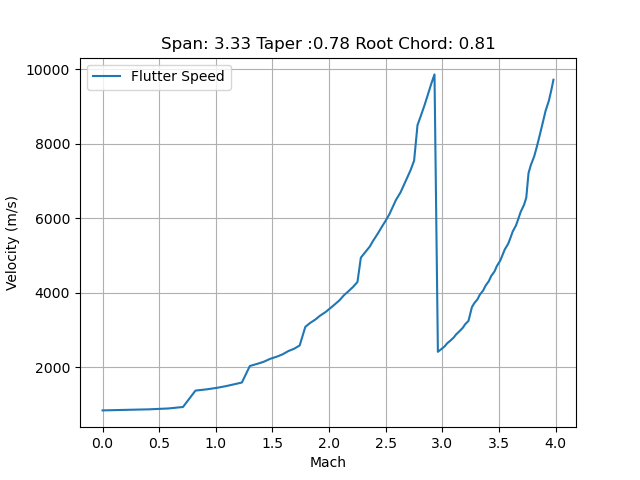 Span: 3.33 Taper :0.78 Root Chord: 0.81
Flutter Speed
10000
8000
6000
4000
2000
Velocity (m/s)
0.0 0.5 1.0 1.5 2.0 2.5 3.0 3.5 4.0
Mach